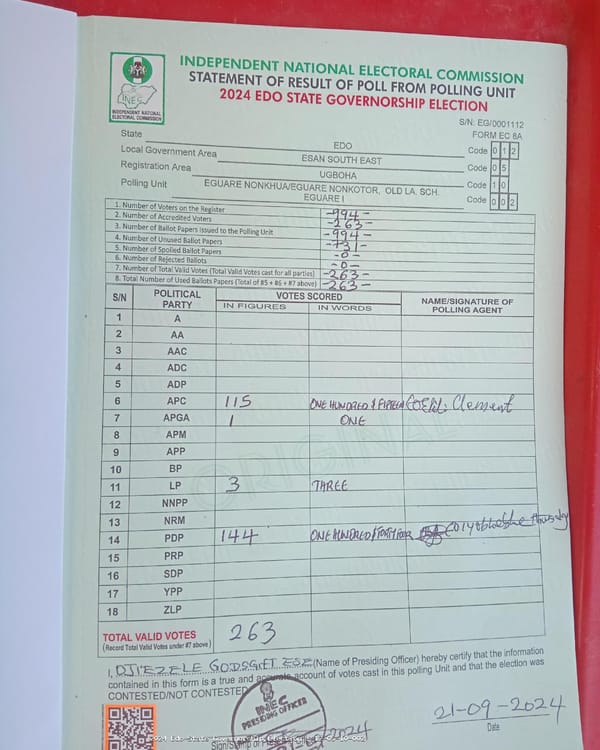 INDEPENDENT NATIONAL ELECTORAL COMMISSION
STATEMENT OF RESULT OF POLL FROM POLLING UNIT
2024 EDO STATE GOVERNORSHIP ELECTION
INEC
INDEPENDENT NATIONAL
ELECTORAL COMMISSION
S/N: EG/0001112
FORM EC 8A
State EDO Code 0 1 2
Local Government Area ESAN SOUTH EAST Code 0 5
Registration Area UGBOHA Code 1 0
Polling Unit EGUARE NONKHUA/EGUARE NONKOTOR, OLD LA. SCH. EGUARE I Code 0 0 2
1. Number of Voters on the Register -994-
2. Number of Accredited Voters -263-
3. Number of Ballot Papers Issued to the Polling Unit -994-
4. Number of Unused Ballot Papers -731-
5. Number of Spoiled Ballot Papers -0-
6. Number of Rejected Ballots -0-
7. Number of Total Valid Votes (Total Valid Votes cast for all parties) -263-
8. Total Number of Used Ballots Papers (Total of #5 + #6 + #7 above) -263-
S/N POLITICAL PARTY VOTES SCORED NAME/SIGNATURE OF POLLING AGENT
IN FIGURES IN WORDS
1 A
2 AA
3 AAC
4 ADC
5 ADP
6 APC 115 ONE HUNDRED & FIFTEEN Clement
7 APGA 1 ONE
8 APM
9 APP
10 BP
11 LP 3 THREE
12 NNPP
13 NRM
14 PDP 144 ONE HUNDRED/FORTY FOUR
15 PRP
16 SDP
17 YPP
18 ZLP
ORIGINAL
TOTAL VALID VOTES 263
(Record Total Valid Votes under #7 above)
I, GODSGIFT (Name of Presiding Officer) hereby certify that the information
contained in this form is a true and accurate account of votes cast in this polling Unit and that the election was
CONTESTED/NOT CONTESTED
INEC
PRESIDING OFFICER
21-09-2024
Date